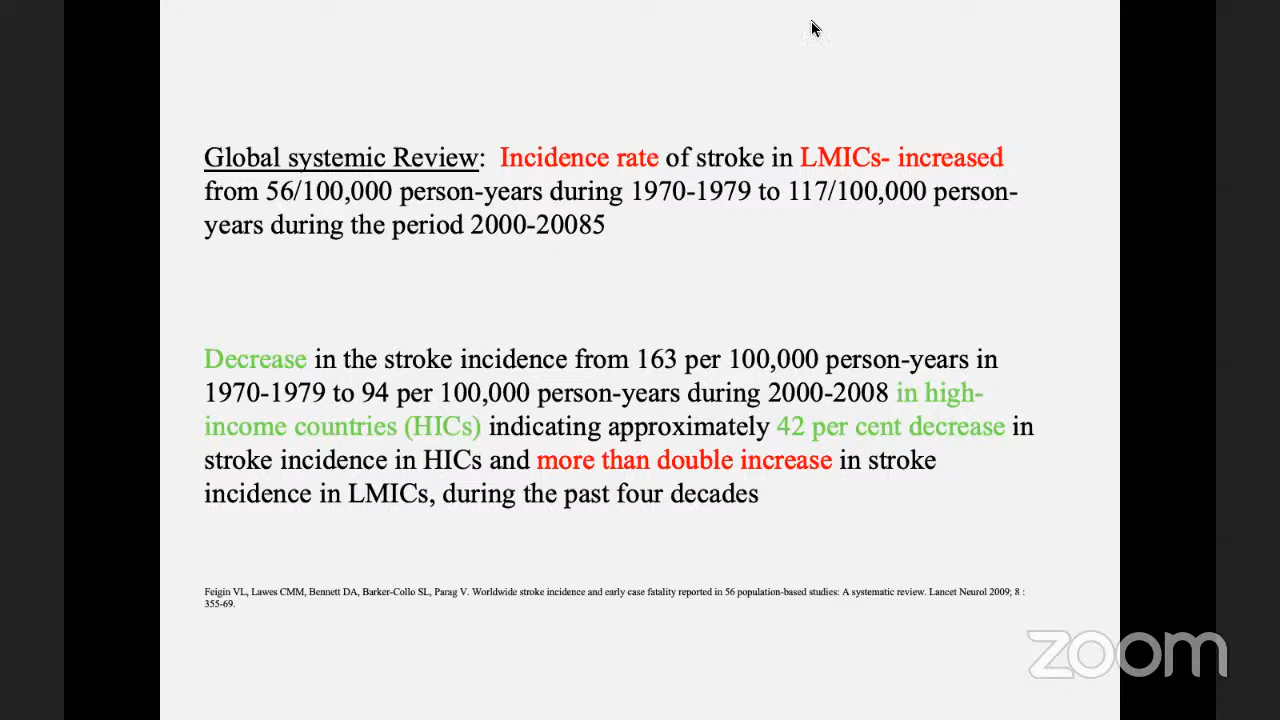 Global systemic Review: Incidence rate of stroke in LMICs- increased
from 56/100,000 person-years during 1970-1979 to 117/100,000 person-
years during the period 2000-20085
Decrease in the stroke incidence from 163 per 100,000 person-years in
1970-1979 to 94 per 100,000 person-years during 2000-2008 in high-
income countries (HICs) indicating approximately 42 per cent decrease in
stroke incidence in HICs and more than double increase in stroke
incidence in LMICs, during the past four decades
Feigin VL, Lawes CMM, Bennett DA, Barker-Collo SL, Parag V. Worldwide stroke incidence and early case fatality reported in 56 population-based studies: A systematic review. Lancet Neurol 2009; 8 :
355-69.
zoom